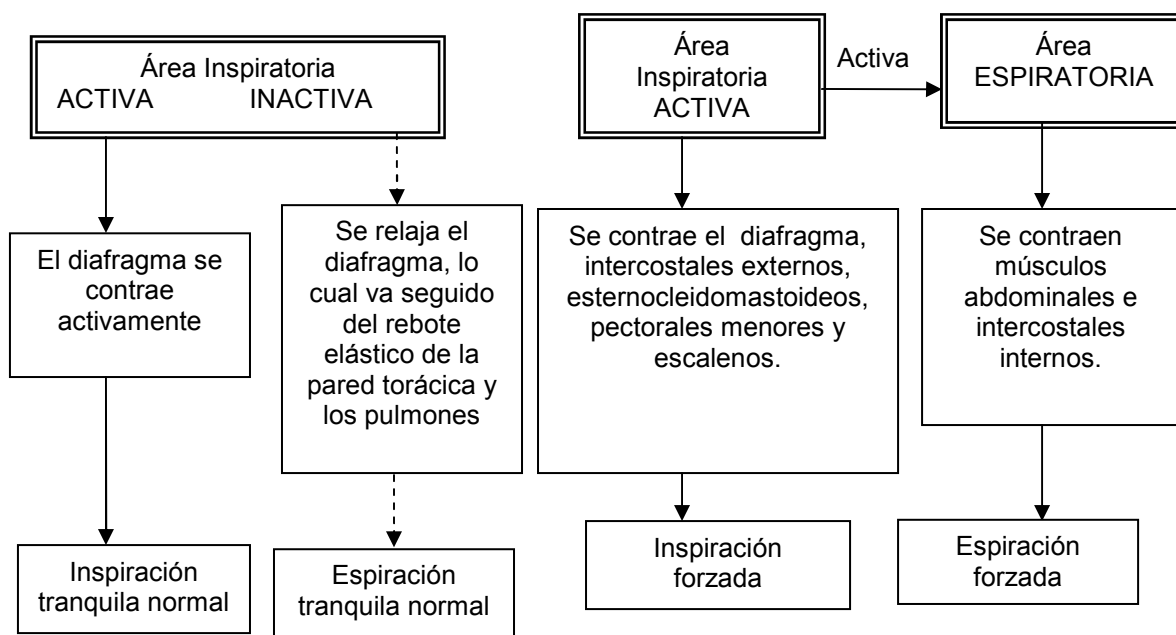 Área Inspiratoria
ACTIVA INACTIVA
El diafragma se
contrae
activamente
Inspiración
tranquila normal
Se relaja el
diafragma, lo
cual va seguido
del rebote
elástico de la
pared torácica y
los pulmones
Espiración
tranquila normal
Área
Inspiratoria
ACTIVA
Activa
Área
ESPIRATORIA
Se contrae el diafragma,
intercostales externos,
esternocleidomastoideos,
pectorales menores y
escalenos.
Inspiración
forzada
Se contraen
músculos
abdominales e
intercostales
internos.
Espiración
forzada